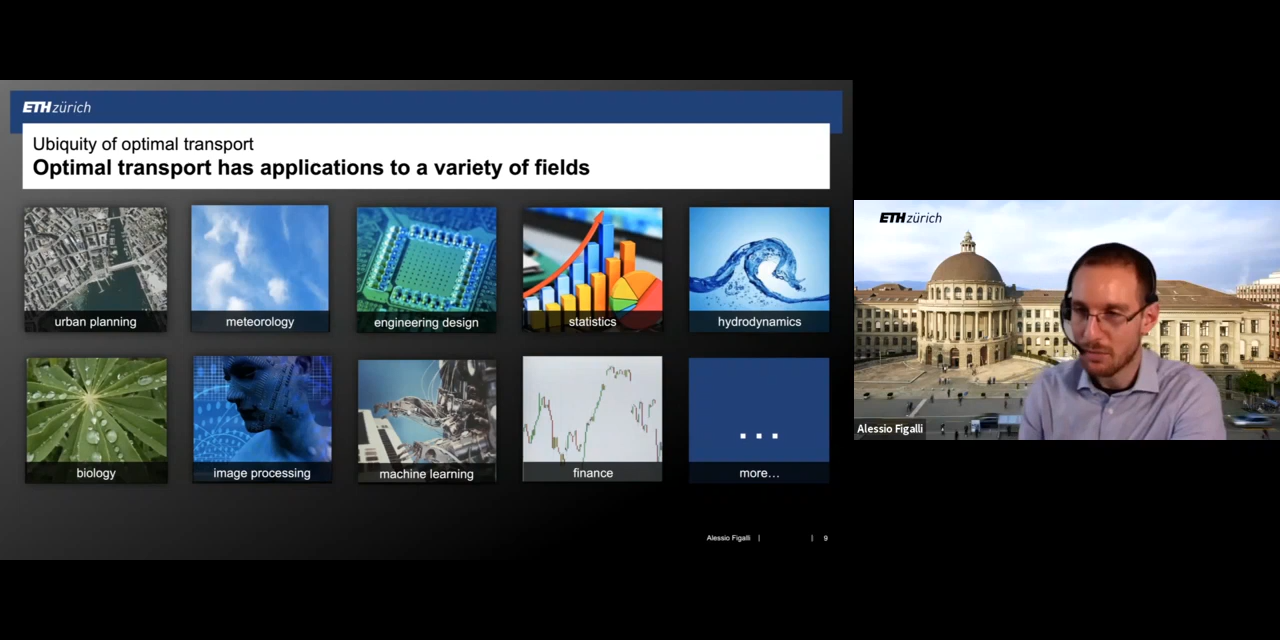 ETH zürich
Ubiquity of optimal transport
Optimal transport has applications to a variety of fields
urban planning
meteorology
engineering design
statistics
hydrodynamics
biology
image processing
machine learning
finance
...
more...
Alessio Figalli | | 9
ETH zürich
Alessio Figalli